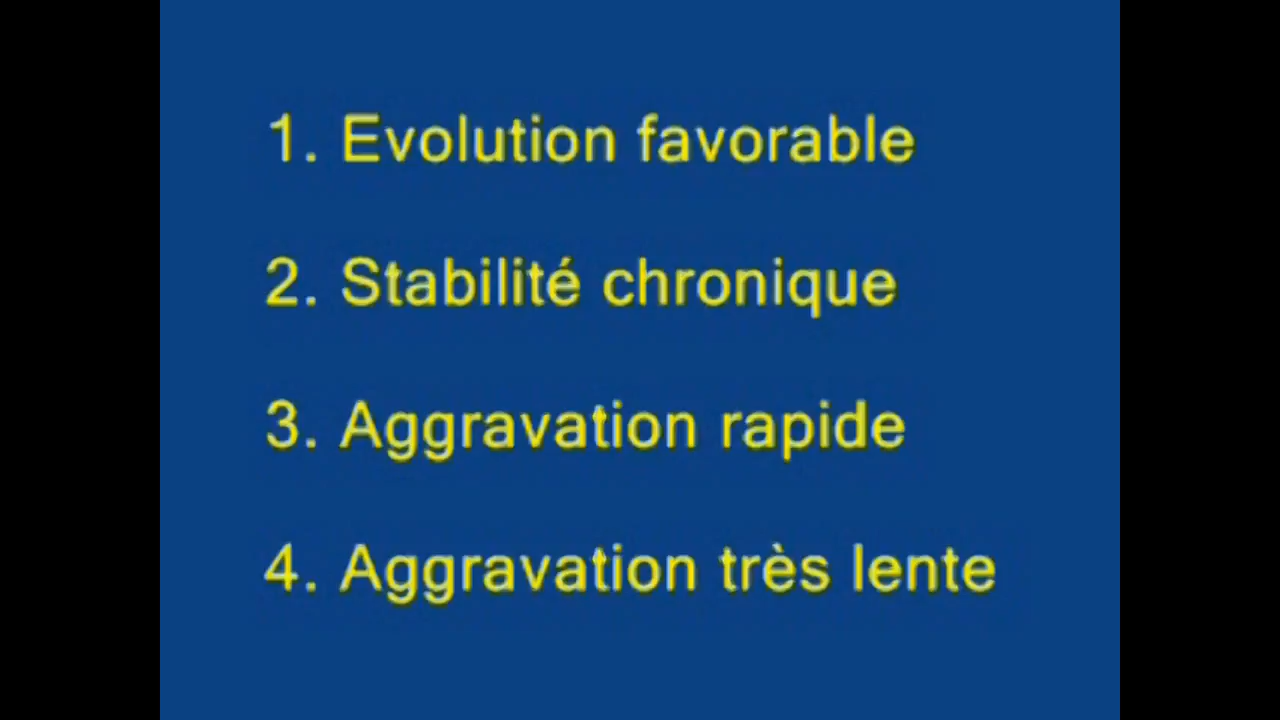 1. Evolution favorable
2. Stabilité chronique
3. Aggravation rapide
4. Aggravation très lente